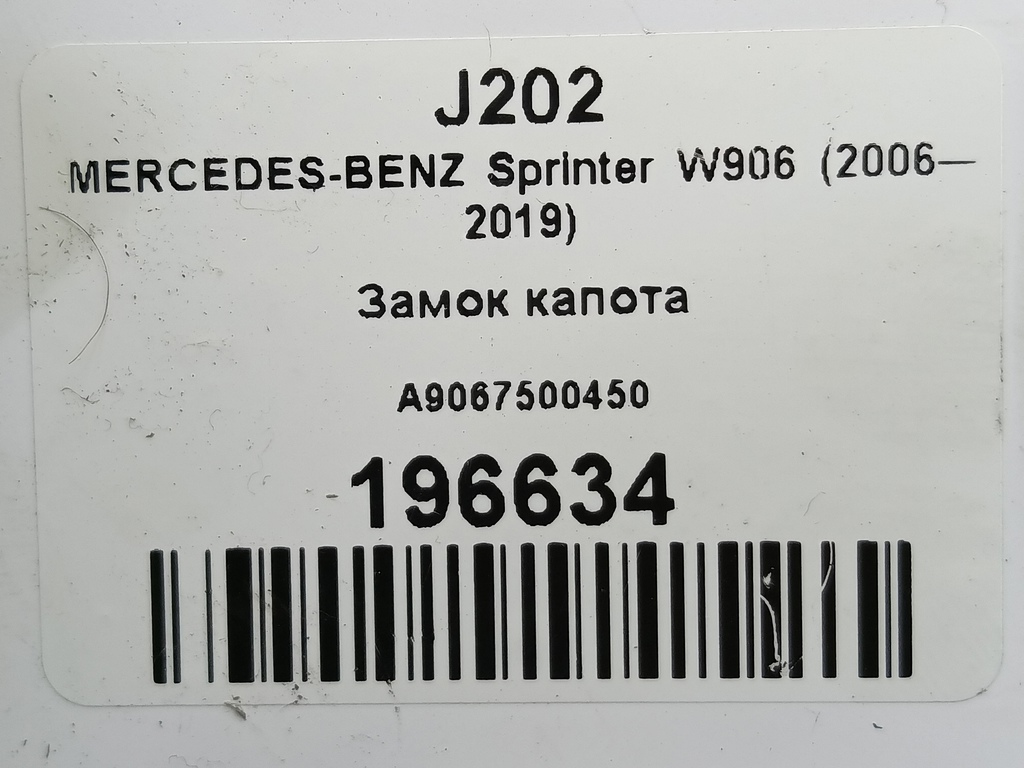 J202
MERCEDES-BENZ Sprinter W906 (2006—
2019)
Замок капота
A9067500450
196634